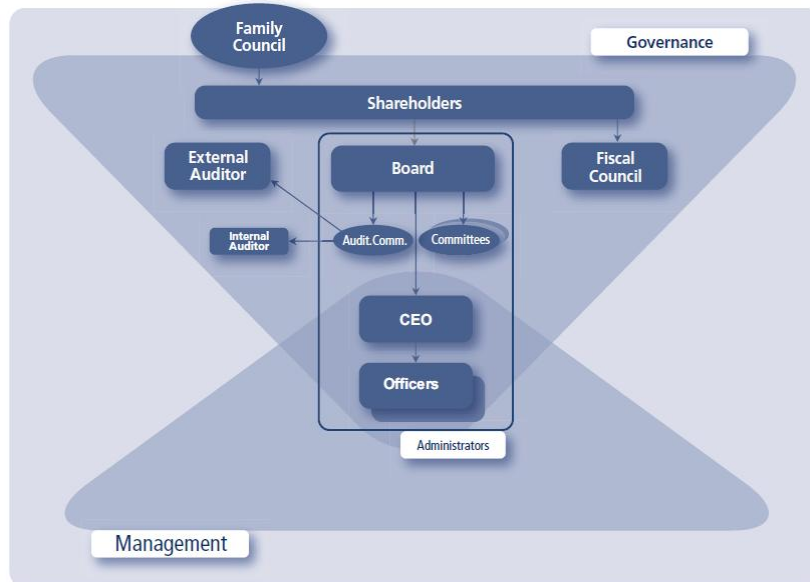 Family
Council
Governance
Shareholders
External
Auditor
Board
Fiscal
Council
Internal
Auditor
Audit.Comm.
Committees
CEO
Officers
Administrators
Management